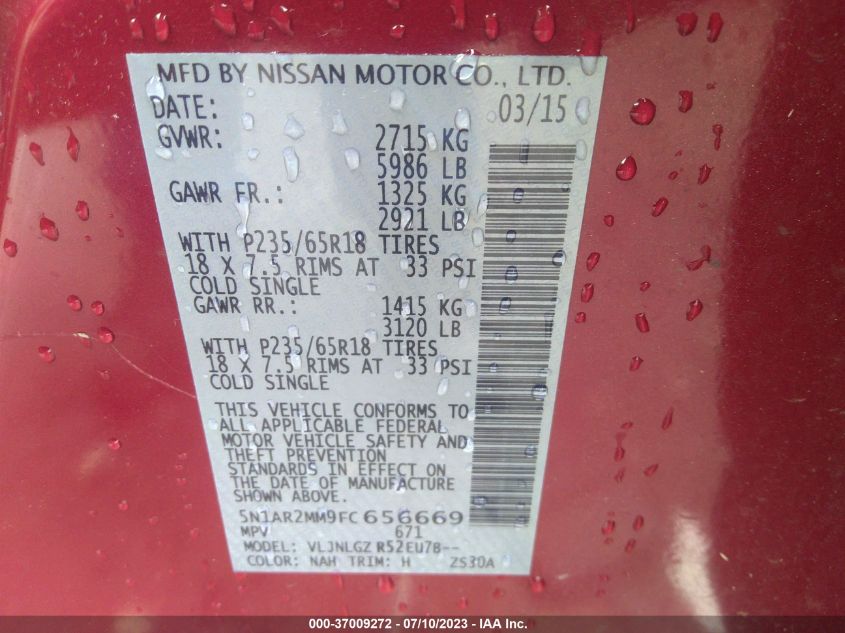 MFD BY NISSAN MOTOR CO., LTD.
DATE: 03/15
GVWR: 2715 KG
5986 LB
GAWR FR.: 1325 KG
2921 LB
WITH P235/65R18 TIRES
18 X 7.5 RIMS AT 33 PSI
COLD SINGLE
GAWR RR.: 1415 KG
3120 LB
WITH P235/65R18 TIRES
18 X 7.5 RIMS AT 33 PSI
COLD SINGLE
THIS VEHICLE CONFORMS TO
ALL APPLICABLE FEDERAL
MOTOR VEHICLE SAFETY AND
THEFT PREVENTION
STANDARDS IN EFFECT ON
THE DATE OF MANUFACTURE
SHOWN ABOVE.
5N1AR2MM9FC656669
MPV 671
MODEL: VLJNLGZ R52EU7B--
COLOR: NAH TRIM: H ZS30A
000-37009272 - 07/10/2023 - IAA Inc.